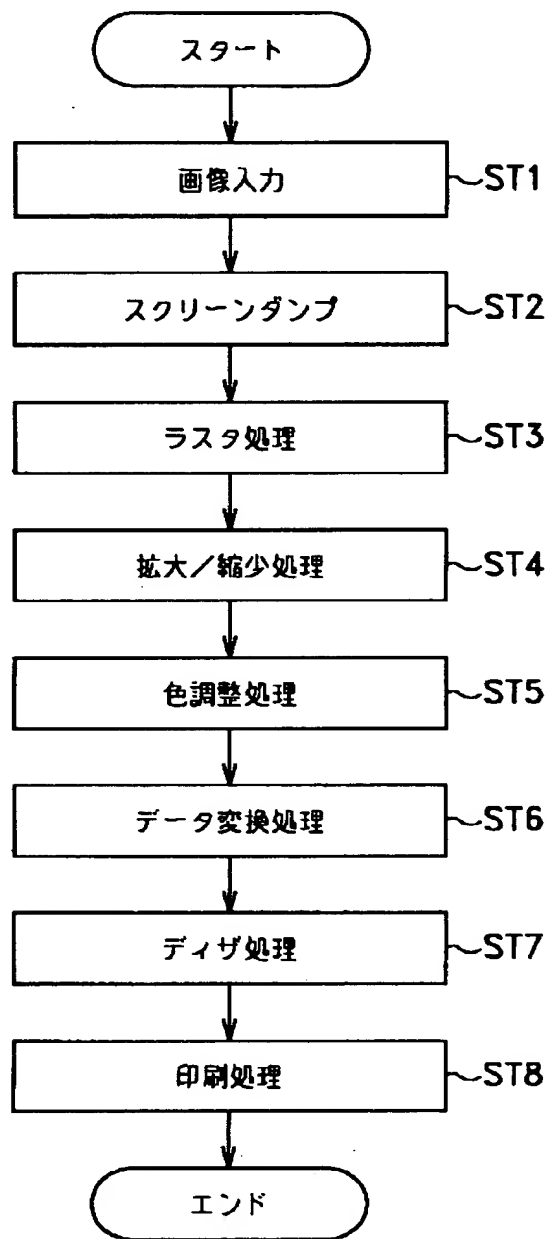 スタート
画像入力 ST1
スクリーンダンプ ST2
ラスタ処理 ST3
拡大／縮少処理 ST4
色調整処理 ST5
データ変換処理 ST6
ディザ処理 ST7
印刷処理 ST8
エンド